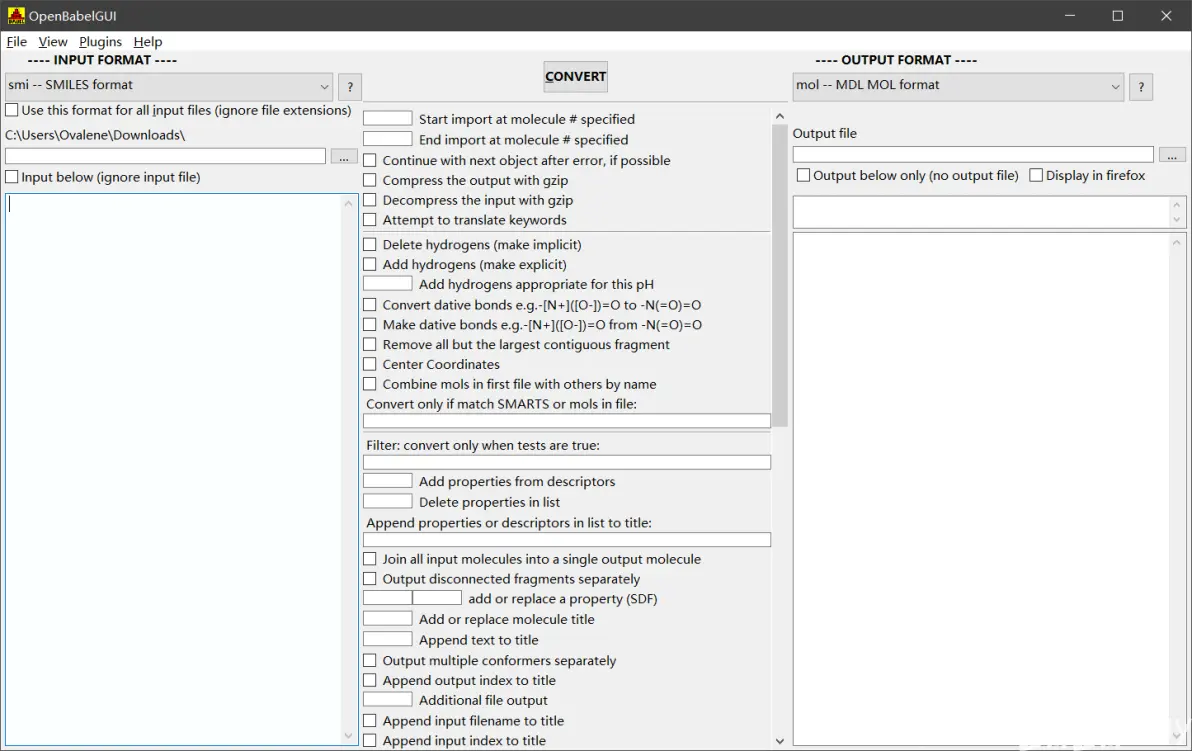 OpenBabelGUI
File View Plugins Help
---- INPUT FORMAT ----
smi -- SMILES format
?
Use this format for all input files (ignore file extensions)
C:\Users\Ovalene\Downloads\
...
Input below (ignore input file)
CONVERT
Start import at molecule # specified
End import at molecule # specified
Continue with next object after error, if possible
Compress the output with gzip
Decompress the input with gzip
Attempt to translate keywords
Delete hydrogens (make implicit)
Add hydrogens (make explicit)
Add hydrogens appropriate for this pH
Convert dative bonds e.g.-[N+]([O-])=O to -N(=O)=O
Make dative bonds e.g.-[N+]([O-])=O from -N(=O)=O
Remove all but the largest contiguous fragment
Center Coordinates
Combine mols in first file with others by name
Convert only if match SMARTS or mols in file:
Filter: convert only when tests are true:
Add properties from descriptors
Delete properties in list
Append properties or descriptors in list to title:
Join all input molecules into a single output molecule
Output disconnected fragments separately
add or replace a property (SDF)
Add or replace molecule title
Append text to title
Output multiple conformers separately
Append output index to title
Additional file output
Append input filename to title
Append input index to title
---- OUTPUT FORMAT ----
mol -- MDL MOL format
?
Output file
...
Output below only (no output file) Display in firefox